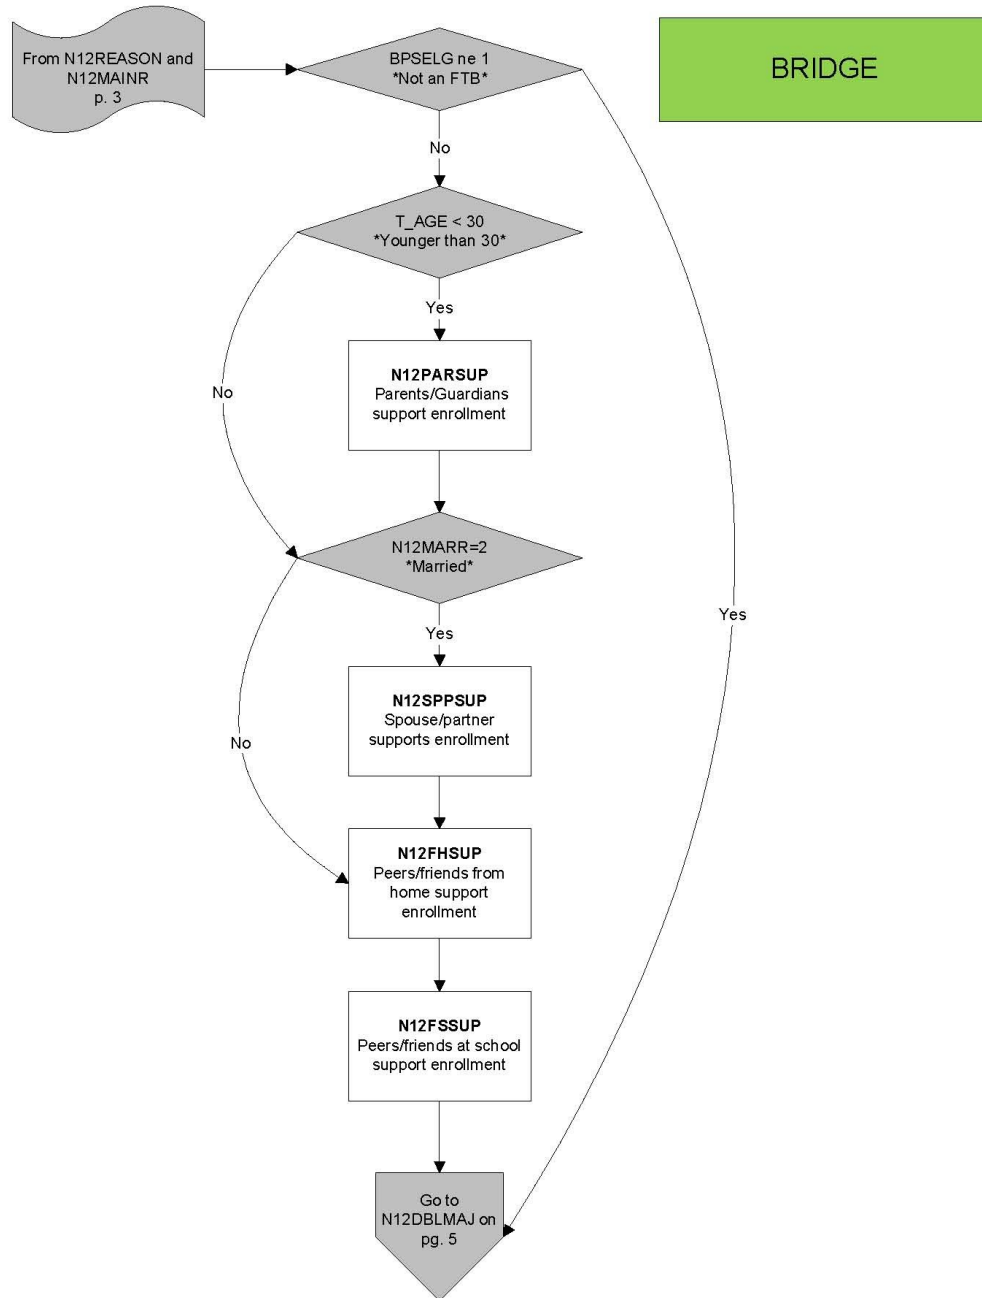 From N12REASON and
N12MAINR
p. 3
BPSELG ne 1
*Not an FTB*
BRIDGE
No
T_AGE < 30
*Younger than 30*
Yes
N12PARSUP
Parents/Guardians
support enrollment
No
N12MARR=2
*Married*
Yes
Yes
N12SPPSUP
Spouse/partner
supports enrollment
No
N12FHSUP
Peers/friends from
home support
enrollment
N12FSSUP
Peers/friends at school
support enrollment
Go to
N12DBLMAJ on
pg. 5